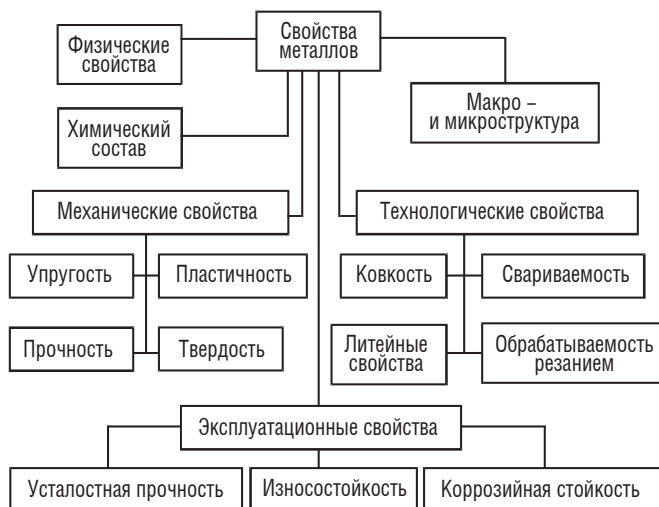 Свойства
металлов
Физические
свойства
Макро –
и микроструктура
Химический
состав
Механические свойства
Технологические свойства
Упругость
Пластичность
Ковкость
Свариваемость
Прочность
Твердость
Литейные
свойства
Обрабатываемость
резанием
Эксплуатационные свойства
Усталостная прочность
Износостойкость
Коррозийная стойкость